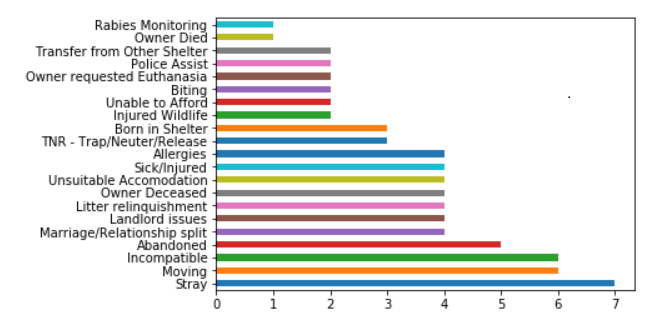 Rabies Monitoring
Owner Died
Transfer from Other Shelter
Police Assist
Owner requested Euthanasia
Biting
Unable to Afford
Injured Wildlife
Born in Shelter
TNR - Trap/Neuter/Release
Allergies
Sick/Injured
Unsuitable Accomodation
Owner Deceased
Litter relinquishment
Landlord issues
Marriage/Relationship split
Abandoned
Incompatible
Moving
Stray
0 1 2 3 4 5 6 7